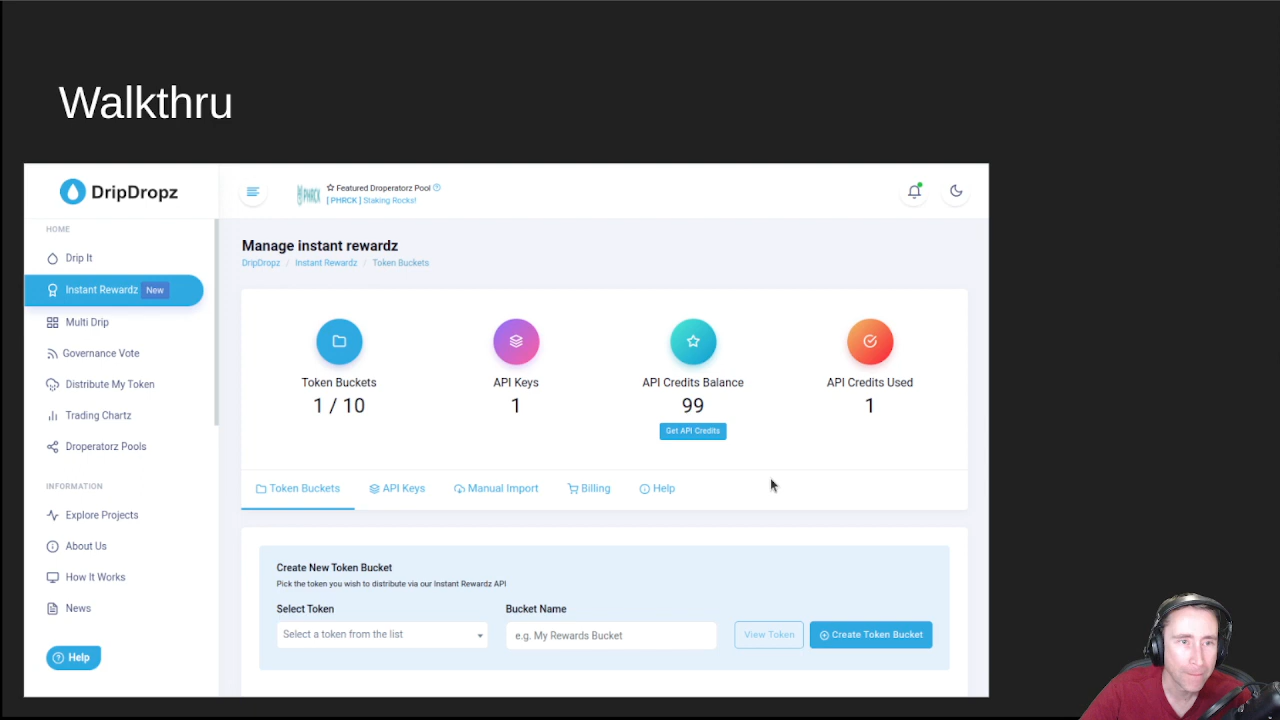 Walkthru
DripDropz
PHRCK
Featured Droperatorz Pool
[ PHRCK ] Staking Rocks!
HOME
Drip It
Instant Rewardz New
Multi Drip
Governance Vote
Distribute My Token
Trading Chartz
Droperatorz Pools
INFORMATION
Explore Projects
About Us
How It Works
News
Help
Manage instant rewardz
DripDropz / Instant Rewardz / Token Buckets
Token Buckets
1 / 10
API Keys
1
API Credits Balance
99
Get API Credits
API Credits Used
1
Token Buckets API Keys Manual Import Billing Help
Create New Token Bucket
Pick the token you wish to distribute via our Instant Rewardz API
Select Token
Select a token from the list
Bucket Name
e.g. My Rewards Bucket
View Token
Create Token Bucket